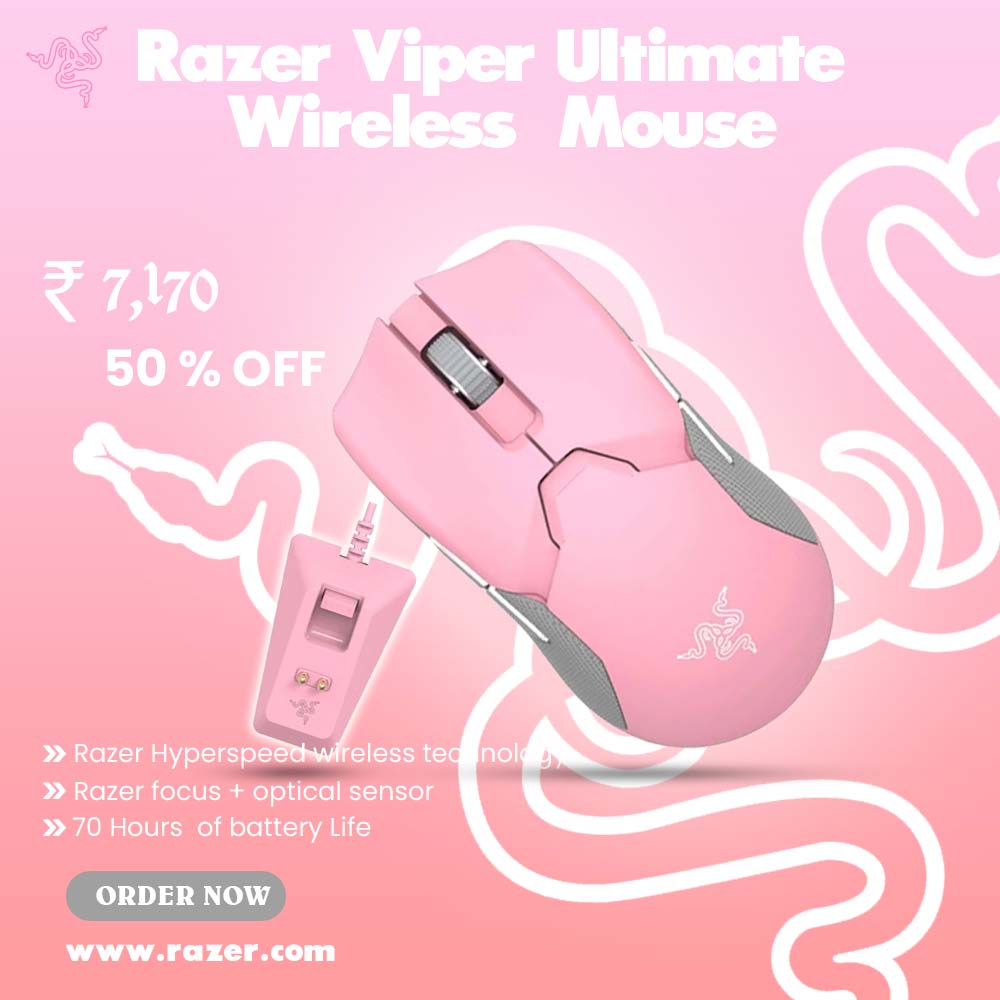 Razer Viper Ultimate
Wireless Mouse
₹ 7,170
50 % OFF
» Razer Hyperspeed wireless technology
» Razer focus + optical sensor
» 70 Hours of battery Life
ORDER NOW
www.razer.com